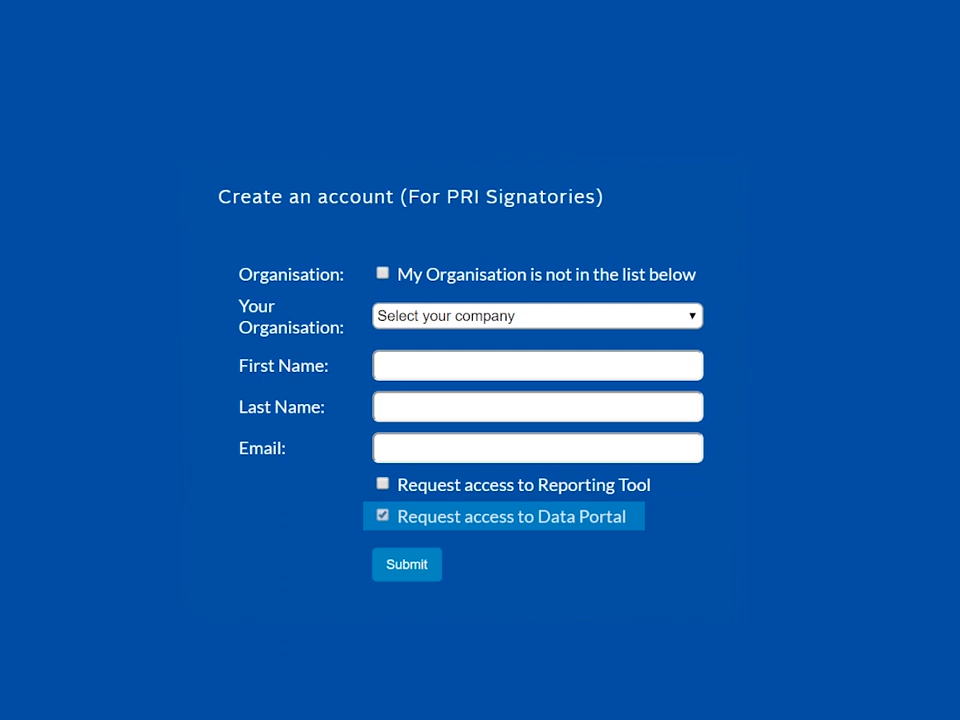 Create an account (For PRI Signatories)
Organisation: My Organisation is not in the list below
Your
Organisation: Select your company
First Name:
Last Name:
Email:
Request access to Reporting Tool
Request access to Data Portal
Submit